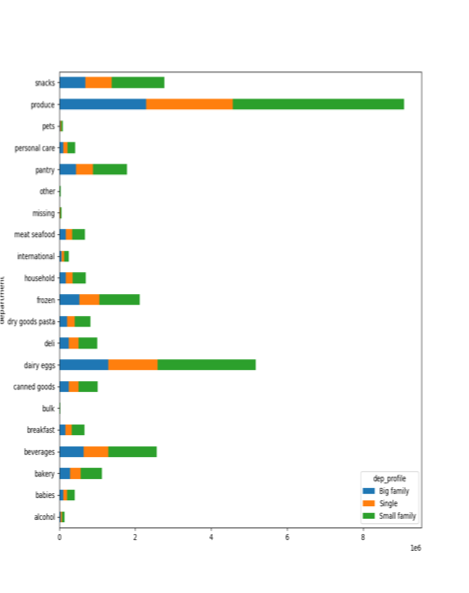 snacks
produce
pets
personal care
pantry
other
missing
meat seafood
international
household
frozen
department
dry goods pasta
deli
dairy eggs
canned goods
bulk
breakfast
beverages
bakery
babies
alcohol
dep_profile
Big family
Single
Small family
0 2 4 6 8
1e6